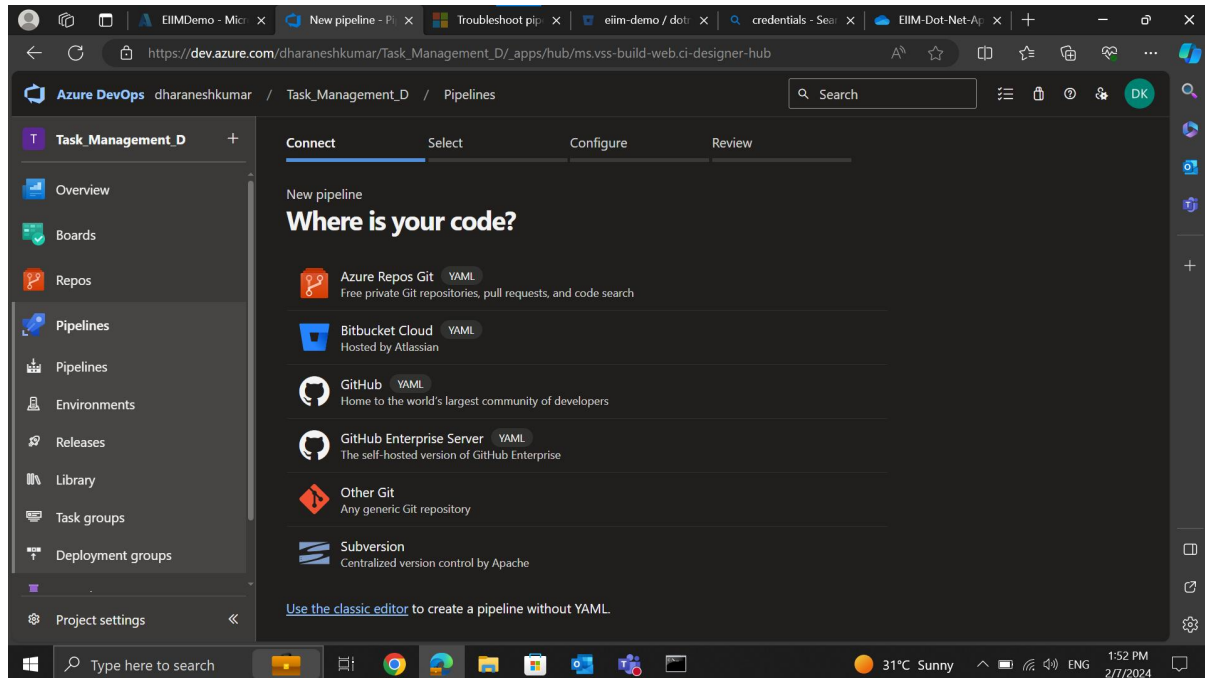 EIIMDemo - Micr
New pipeline - Pi
Troubleshoot pip
eiim-demo / dot
credentials - Sear
EIIM-Dot-Net-Ap
https://dev.azure.com/dharaneshkumar/Task_Management_D/_apps/hub/ms.vss-build-web.ci-designer-hub
Azure DevOps dharaneshkumar / Task_Management_D / Pipelines
Search
DK
T Task_Management_D
Overview
Boards
Repos
Pipelines
Pipelines
Environments
Releases
Library
Task groups
Deployment groups
Project settings
Connect Select Configure Review
New pipeline
Where is your code?
Azure Repos Git YAML
Free private Git repositories, pull requests, and code search
Bitbucket Cloud YAML
Hosted by Atlassian
GitHub YAML
Home to the world's largest community of developers
GitHub Enterprise Server YAML
The self-hosted version of GitHub Enterprise
Other Git
Any generic Git repository
Subversion
Centralized version control by Apache
Use the classic editor to create a pipeline without YAML.
Type here to search
31°C Sunny
ENG
1:52 PM
2/7/2024